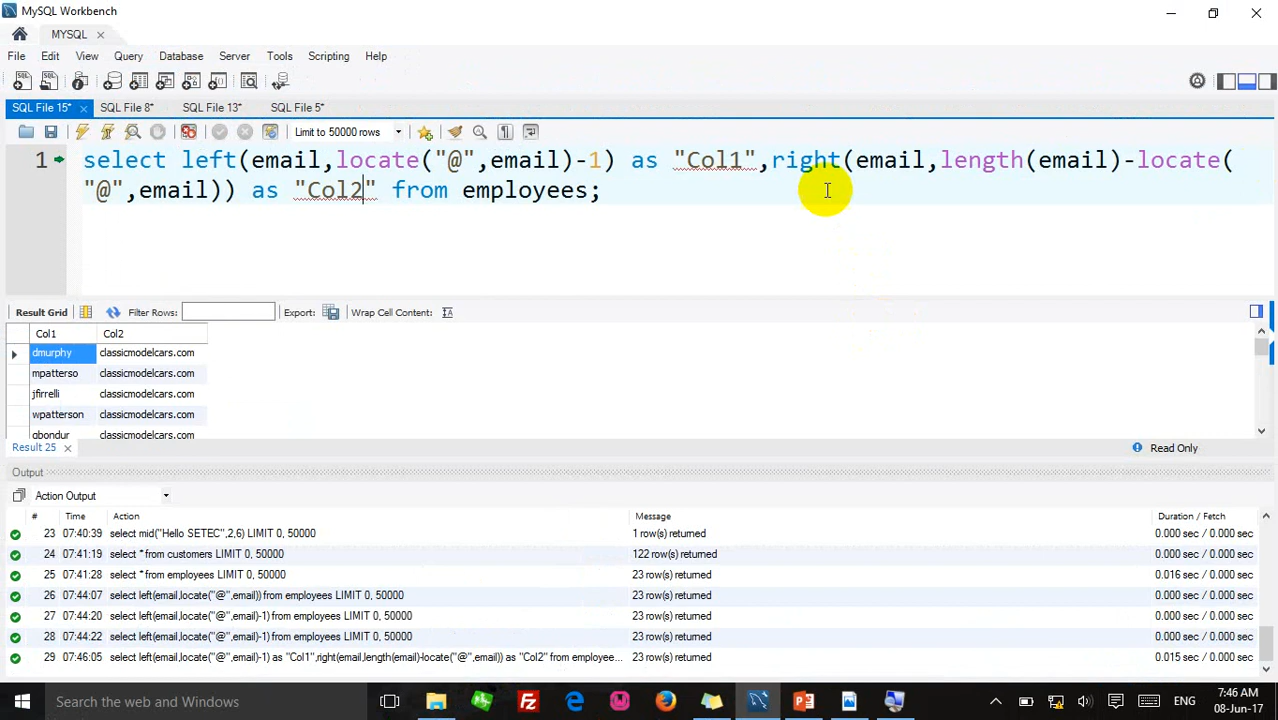 MySQL Workbench
MYSQL
File Edit View Query Database Server Tools Scripting Help
SQL File 15* SQL File 8* SQL File 13* SQL File 5*
Limit to 50000 rows
1 select left(email,locate("@",email)-1) as "Col1",right(email,length(email)-locate(
"@",email)) as "Col2" from employees;
Result Grid Filter Rows: Export: Wrap Cell Content:
Col1 Col2
dmurphy classicmodelcars.com
mpatterso classicmodelcars.com
jfirrelli classicmodelcars.com
wpatterson classicmodelcars.com
gbondur classicmodelcars.com
Result 25 Read Only
Output
Action Output
# Time Action Message Duration / Fetch
23 07:40:39 select mid("Hello SETEC",2,6) LIMIT 0, 50000 1 row(s) returned 0.000 sec / 0.000 sec
24 07:41:19 select * from customers LIMIT 0, 50000 122 row(s) returned 0.000 sec / 0.000 sec
25 07:41:28 select * from employees LIMIT 0, 50000 23 row(s) returned 0.016 sec / 0.000 sec
26 07:44:07 select left(email,locate("@",email)) from employees LIMIT 0, 50000 23 row(s) returned 0.000 sec / 0.000 sec
27 07:44:20 select left(email,locate("@",email)-1) from employees LIMIT 0, 50000 23 row(s) returned 0.000 sec / 0.000 sec
28 07:44:22 select left(email,locate("@",email)-1) from employees LIMIT 0, 50000 23 row(s) returned 0.000 sec / 0.000 sec
29 07:46:05 select left(email,locate("@",email)-1) as "Col1",right(email,length(email)-locate("@",email)) as "Col2" from employee... 23 row(s) returned 0.015 sec / 0.000 sec
Search the web and Windows
ENG
7:46 AM
08-Jun-17